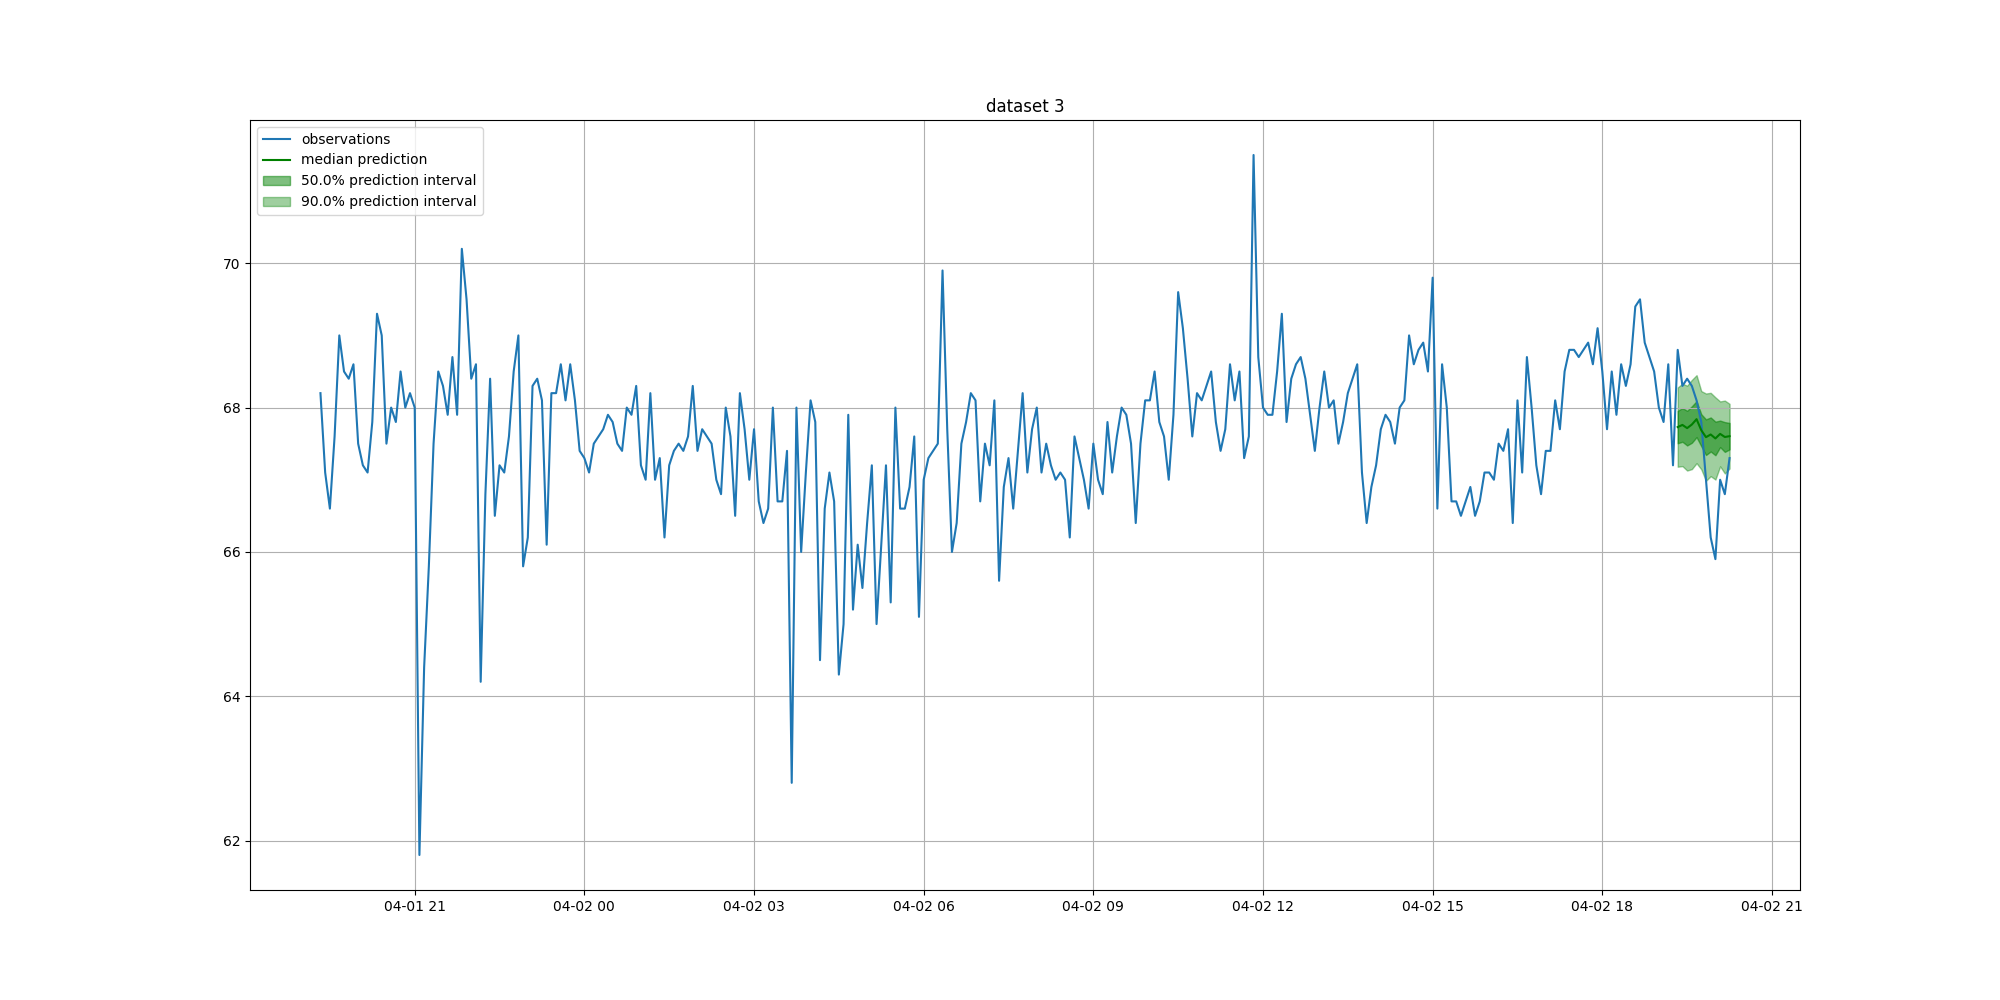 dataset 3
observations
median prediction
50.0% prediction interval
90.0% prediction interval
70
68
66
64
62
04-01 21
04-02 00
04-02 03
04-02 06
04-02 09
04-02 12
04-02 15
04-02 18
04-02 21